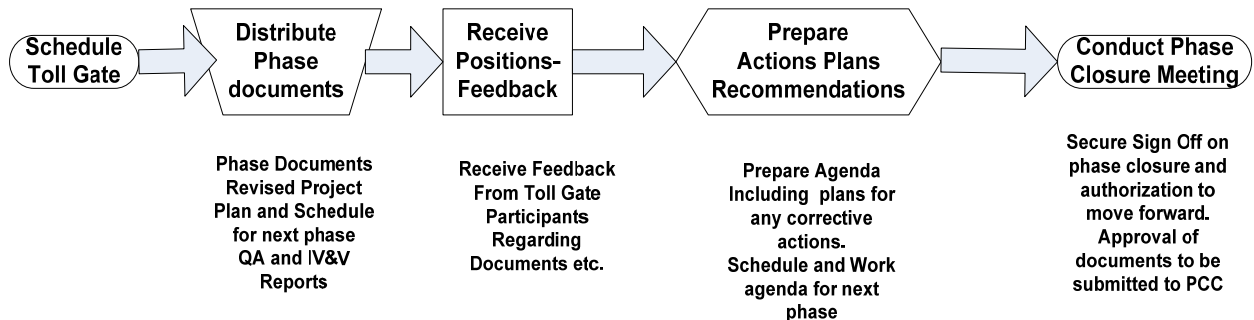 Schedule
Toll Gate
Distribute
Phase
documents
Receive
Positions-
Feedback
Prepare
Actions Plans
Recommendations
Conduct Phase
Closure Meeting
Phase Documents
Revised Project
Plan and Schedule
for next phase
QA and IV&V
Reports
Receive Feedback
From Toll Gate
Participants
Regarding
Documents etc.
Prepare Agenda
Including plans for
any corrective
actions.
Schedule and Work
agenda for next
phase
Secure Sign Off on
phase closure and
authorization to
move forward.
Approval of
documents to be
submitted to PCC